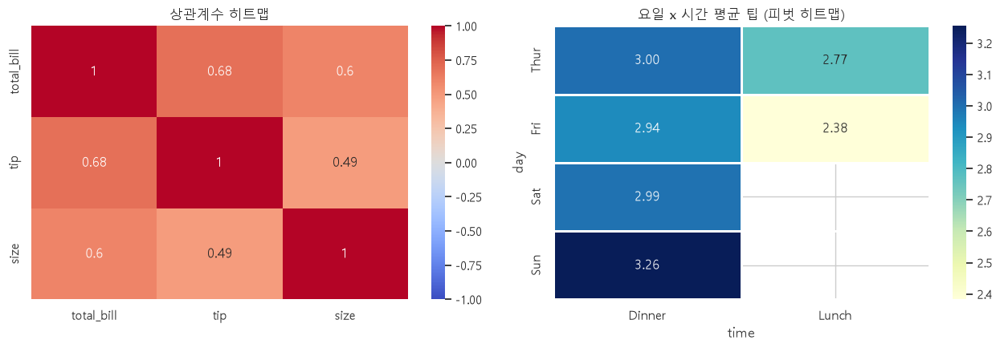 상관계수 히트맵
total_bill
1
0.68
0.6
tip
0.68
1
0.49
size
0.6
0.49
1
total_bill
tip
size
1.00
0.75
0.50
0.25
0.00
-0.25
-0.50
-0.75
-1.00
요일 x 시간 평균 팁 (피벗 히트맵)
day
Thur
3.00
2.77
Fri
2.94
2.38
Sat
2.99
Sun
3.26
Dinner
Lunch
time
3.2
3.1
3.0
2.9
2.8
2.7
2.6
2.5
2.4